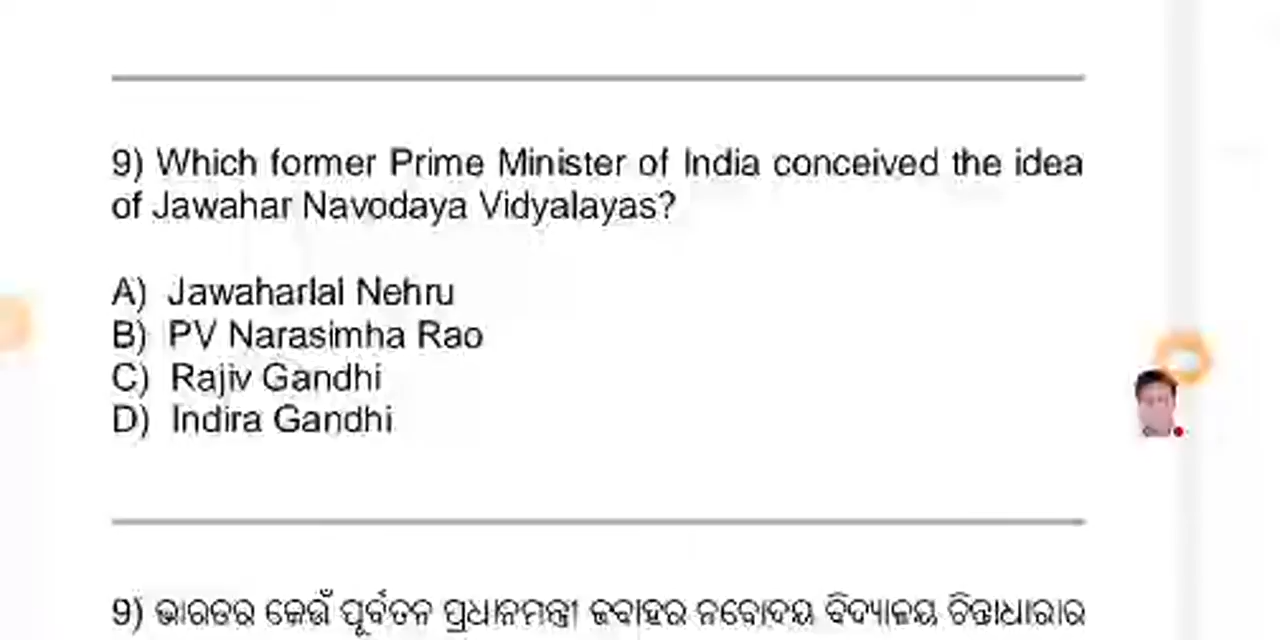 9) Which former Prime Minister of India conceived the idea
of Jawahar Navodaya Vidyalayas?
A) Jawaharlal Nehru
B) PV Narasimha Rao
C) Rajiv Gandhi
D) Indira Gandhi
9) ଭାରତର କେଉଁ ପୂର୍ବତନ ପ୍ରଧାନମନ୍ତ୍ରୀ ଜବାହର ନବୋଦୟ ବିଦ୍ୟାଳୟ ଚିନ୍ତାଧାରାର